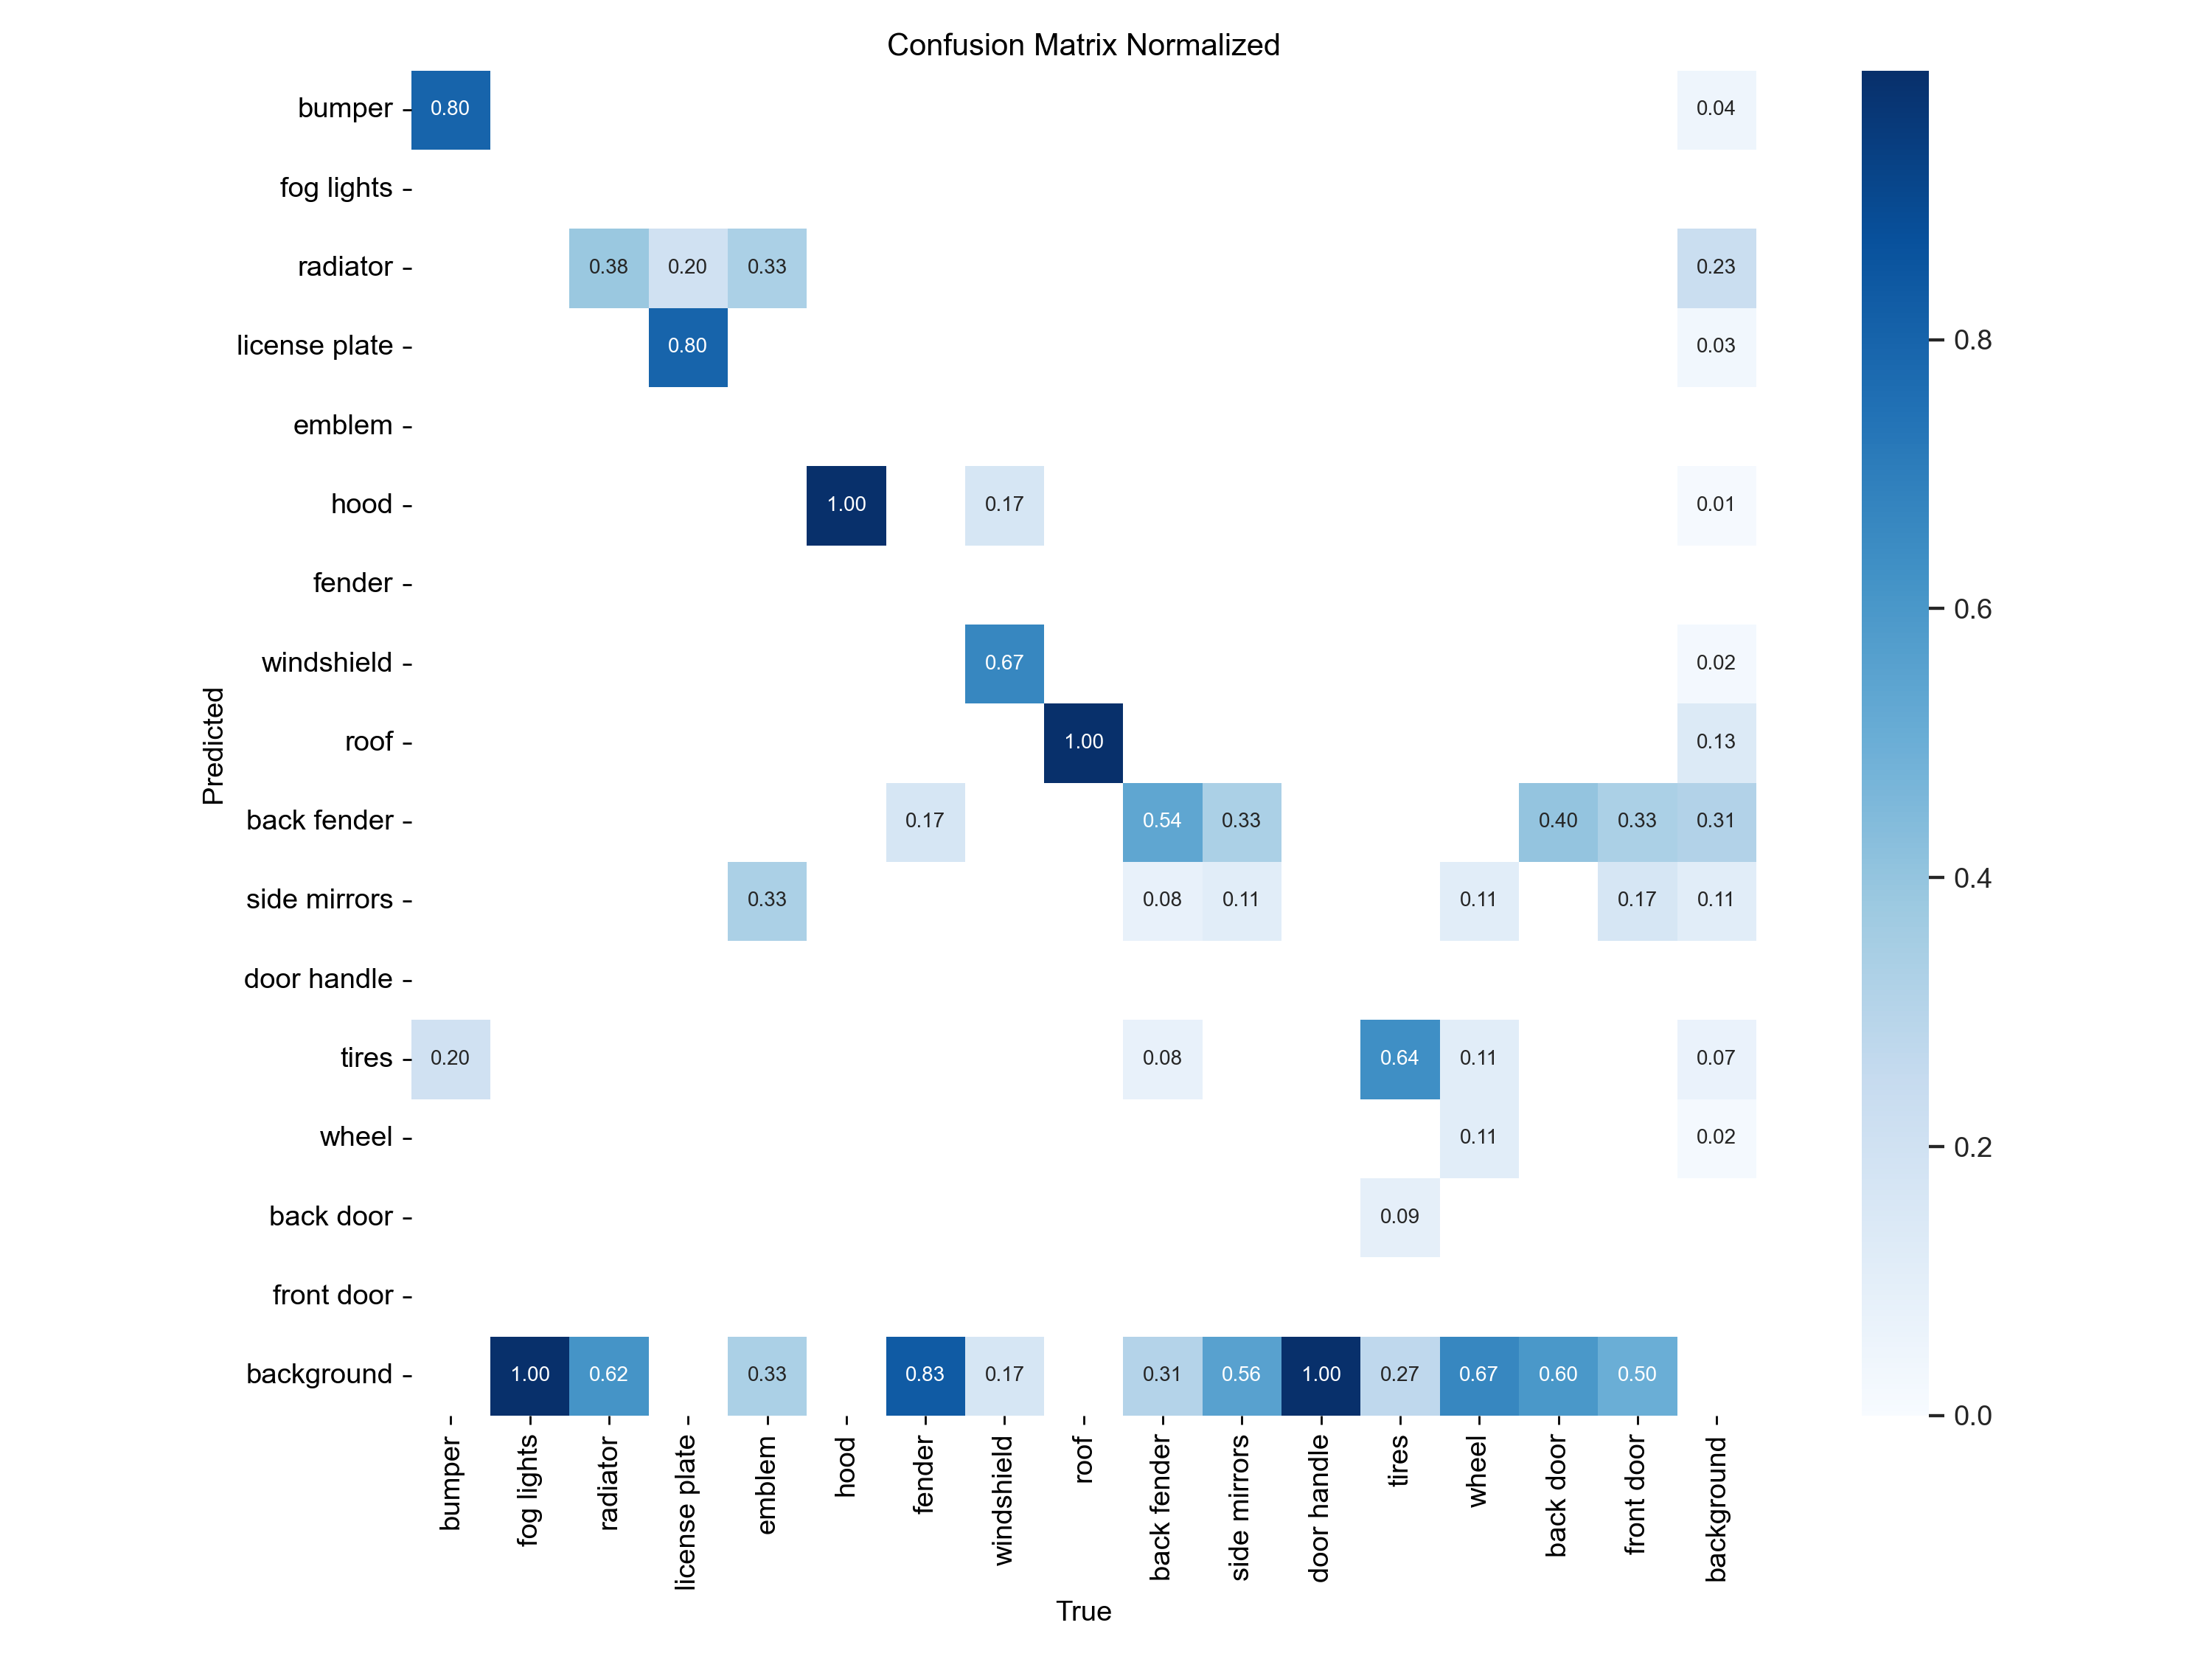 Confusion Matrix Normalized
bumper 0.80 0.04
fog lights
radiator 0.38 0.20 0.33 0.23
license plate 0.80 0.03
0.8
emblem
hood 1.00 0.17 0.01
fender
0.6
windshield 0.67 0.02
Predicted
roof 1.00 0.13
back fender 0.17 0.54 0.33 0.40 0.33 0.31
0.4
side mirrors 0.33 0.08 0.11 0.11 0.17 0.11
door handle
tires 0.20 0.08 0.64 0.11 0.07
wheel 0.11 0.02
0.2
back door 0.09
front door
background 1.00 0.62 0.33 0.83 0.17 0.31 0.56 1.00 0.27 0.67 0.60 0.50
0.0
bumper
fog lights
radiator
license plate
emblem
hood
fender
windshield
roof
back fender
side mirrors
door handle
tires
wheel
back door
front door
background
True